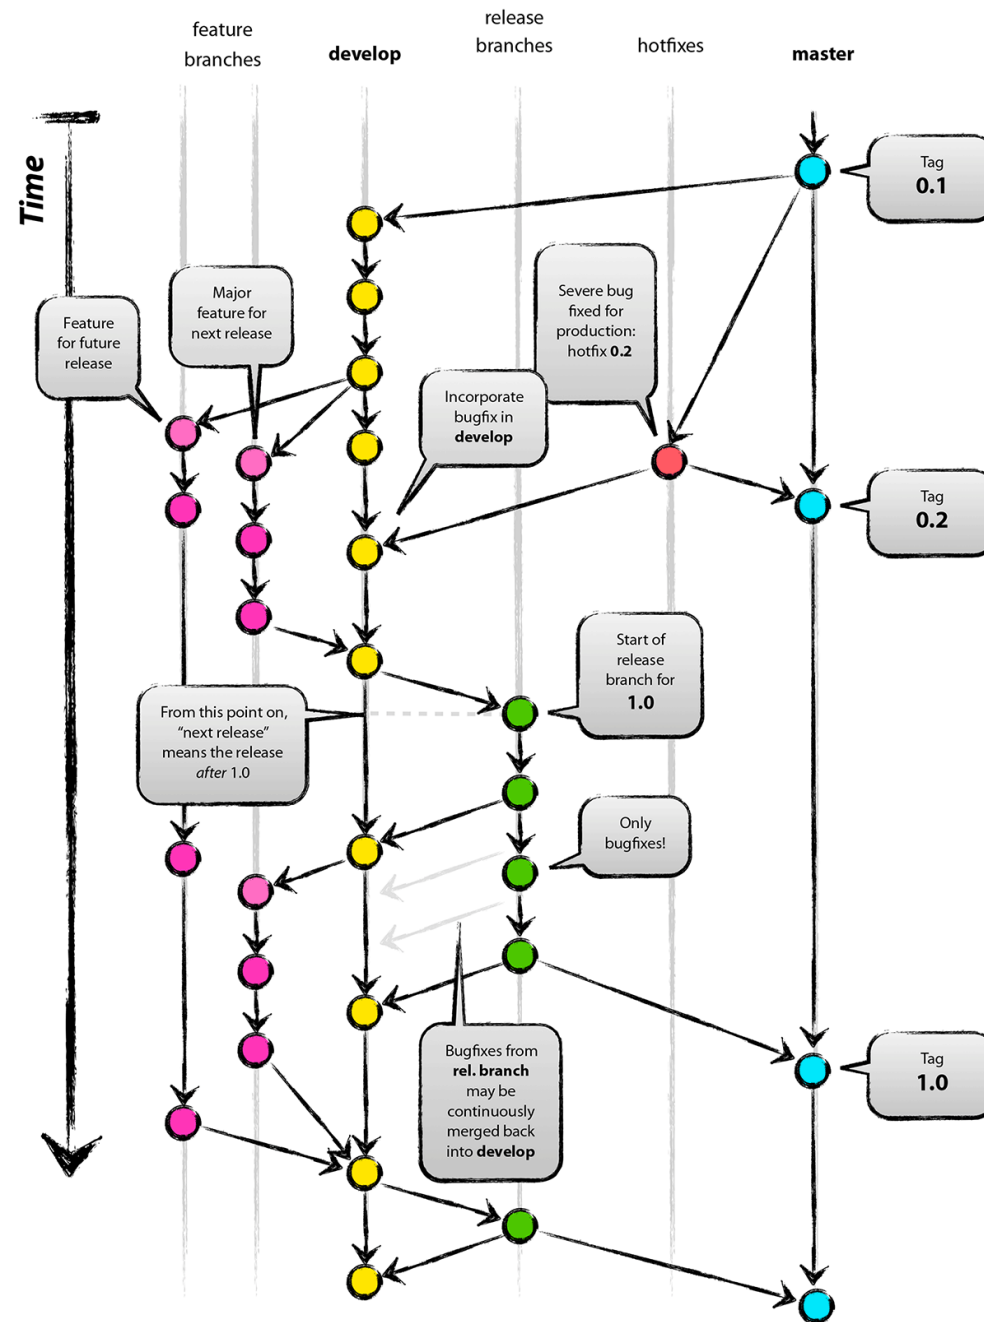 feature
branches
develop
release
branches
hotfixes
master
Time
Tag
0.1
Major
feature for
next release
Feature
for future
release
Severe bug
fixed for
production:
hotfix 0.2
Incorporate
bugfix in
develop
Tag
0.2
Start of
release
branch for
1.0
From this point on,
“next release”
means the release
after 1.0
Only
bugfixes!
Bugfixes from
rel. branch
may be
continuously
merged back
into develop
Tag
1.0